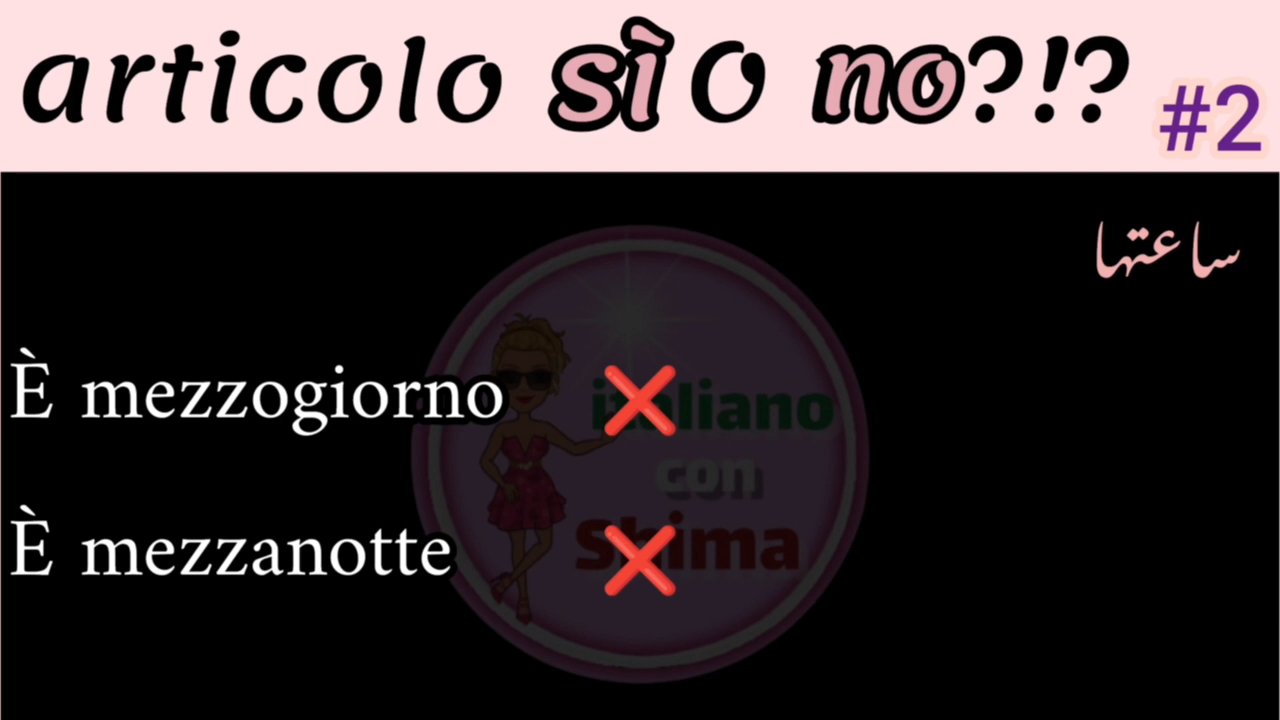 articolo sì o no?!? #2
ساعتها
È mezzogiorno ❌
È mezzanotte ❌
italiano
con
Shima